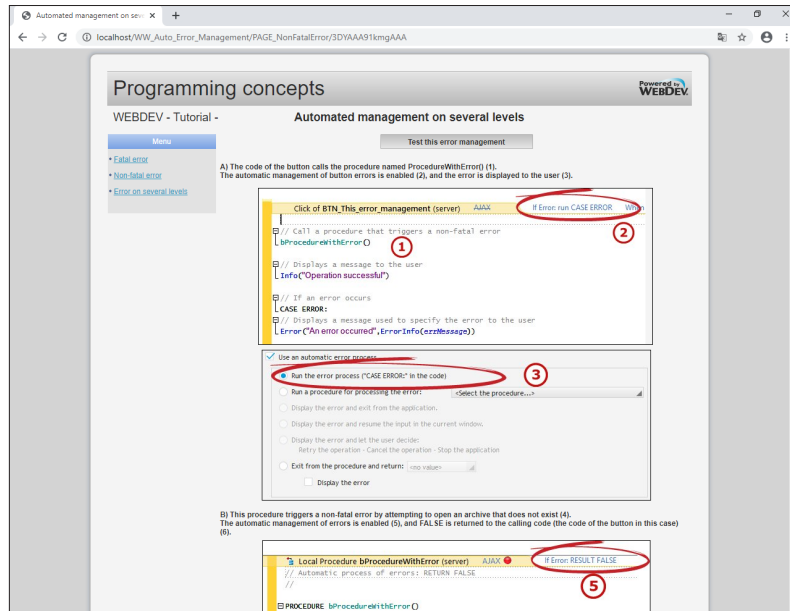 Automated management on seve
localhost/WW_Auto_Error_Management/PAGE_NonFatalError/3DYAAA91kmgAAA
Programming concepts
Powered by
WEBDEV.
WEBDEV - Tutorial -
Automated management on several levels
Menu
Test this error management
• Fatal error
• Non-fatal error
• Error on several levels
A) The code of the button calls the procedure named ProcedureWithError() (1).
The automatic management of button errors is enabled (2), and the error is displayed to the user (3).
Click of BTN_This_error_management (server) AJAX If Error: run CASE ERROR When
2
// Call a procedure that triggers a non-fatal error
bProcedureWithError()
1
// Displays a message to the user
Info("Operation successful")
// If an error occurs
CASE ERROR:
// Displays a message used to specify the error to the user
Error("An error occurred",ErrorInfo(errMessage))
Use an automatic error process
Run the error process ("CASE ERROR:" in the code)
3
Run a procedure for processing the error: <Select the procedure...>
Display the error and exit from the application.
Display the error and resume the input in the current window.
Display the error and let the user decide:
Retry the operation - Cancel the operation - Stop the application
Exit from the procedure and return: <no value>
Display the error
B) This procedure triggers a non-fatal error by attempting to open an archive that does not exist (4).
The automatic management of errors is enabled (5), and FALSE is returned to the calling code (the code of the button in this case)
(6).
Local Procedure bProcedureWithError (server) AJAX If Error: RESULT FALSE
// Automatic process of errors: RETURN FALSE
//
5
PROCEDURE bProcedureWithError()